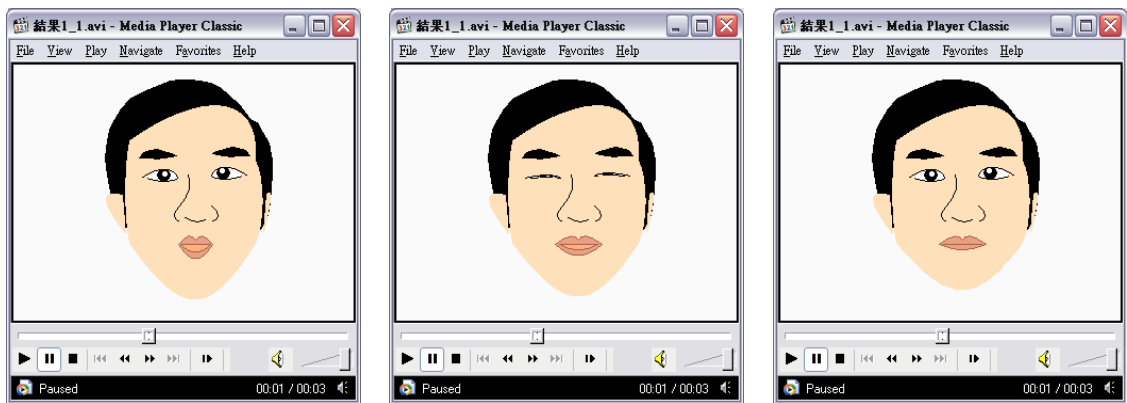 結果1_1.avi - Media Player Classic
File View Play Navigate Favorites Help
Paused 00:01 / 00:03
結果1_1.avi - Media Player Classic
File View Play Navigate Favorites Help
Paused 00:01 / 00:03
結果1_1.avi - Media Player Classic
File View Play Navigate Favorites Help
Paused 00:01 / 00:03